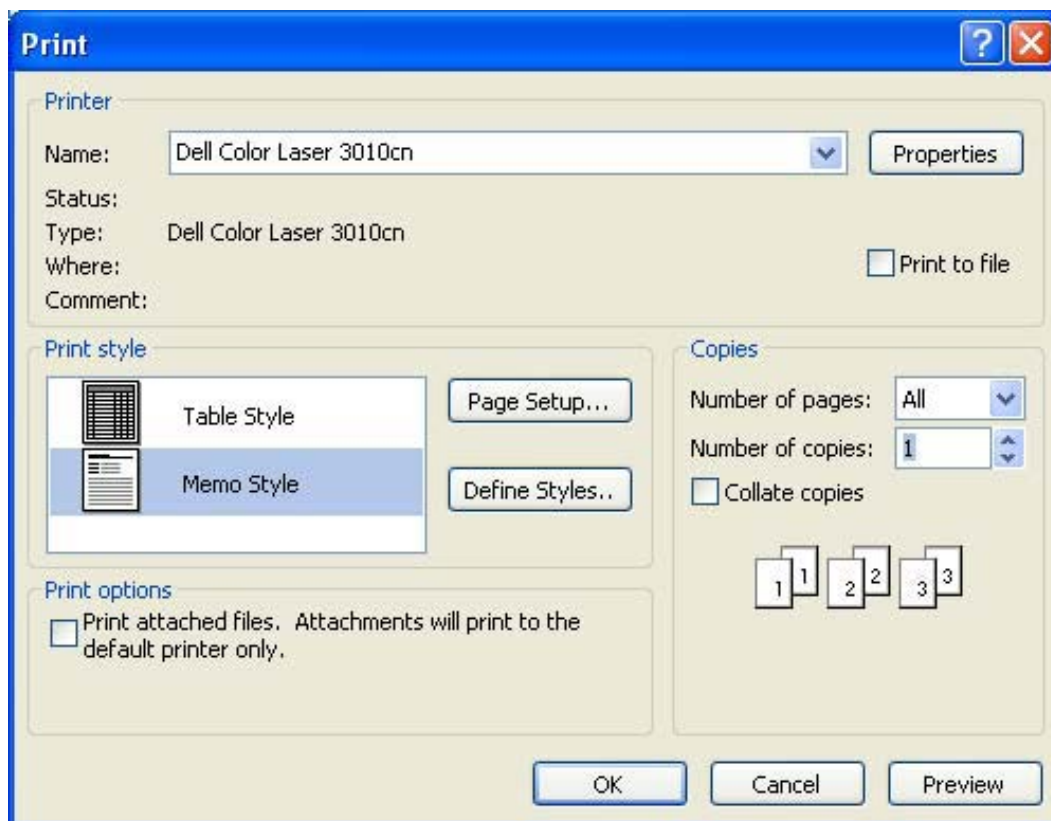 Print
Printer
Name: Dell Color Laser 3010cn Properties
Status:
Type: Dell Color Laser 3010cn
Where: Print to file
Comment:
Print style
Table Style
Memo Style
Page Setup...
Define Styles..
Copies
Number of pages: All
Number of copies: 1
Collate copies
1 1 2 2 3 3
Print options
Print attached files. Attachments will print to the
default printer only.
OK Cancel Preview